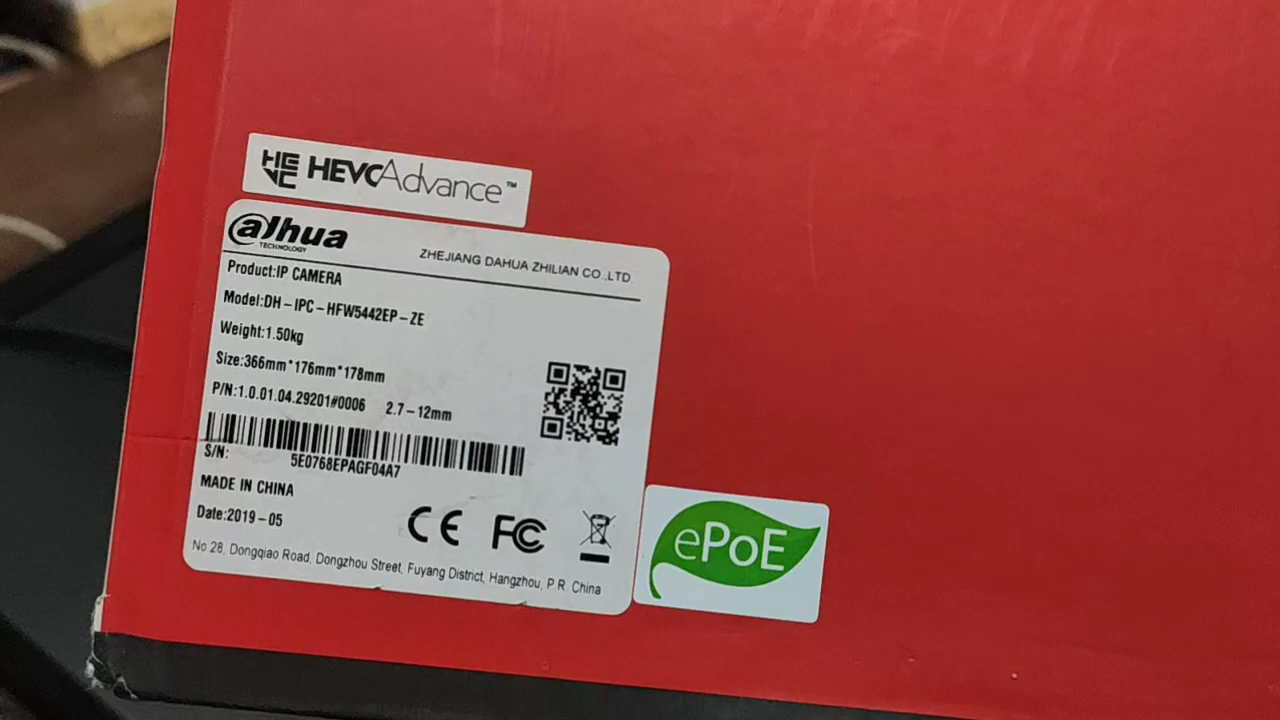 HEVC HEVCAdvance™
alhua
TECHNOLOGY
ZHEJIANG DAHUA ZHILIAN CO.,LTD.
Product:IP CAMERA
Model:DH-IPC-HFW5442EP-ZE
Weight:1.50kg
Size:366mm*176mm*178mm
P/N:1.0.01.04.29201#0006 2.7-12mm
S/N: 5E0768EPAGF04A7
MADE IN CHINA
Date:2019-05
CE FC
No 28, Dongqiao Road, Dongzhou Street, Fuyang District, Hangzhou, P.R. China
ePoE